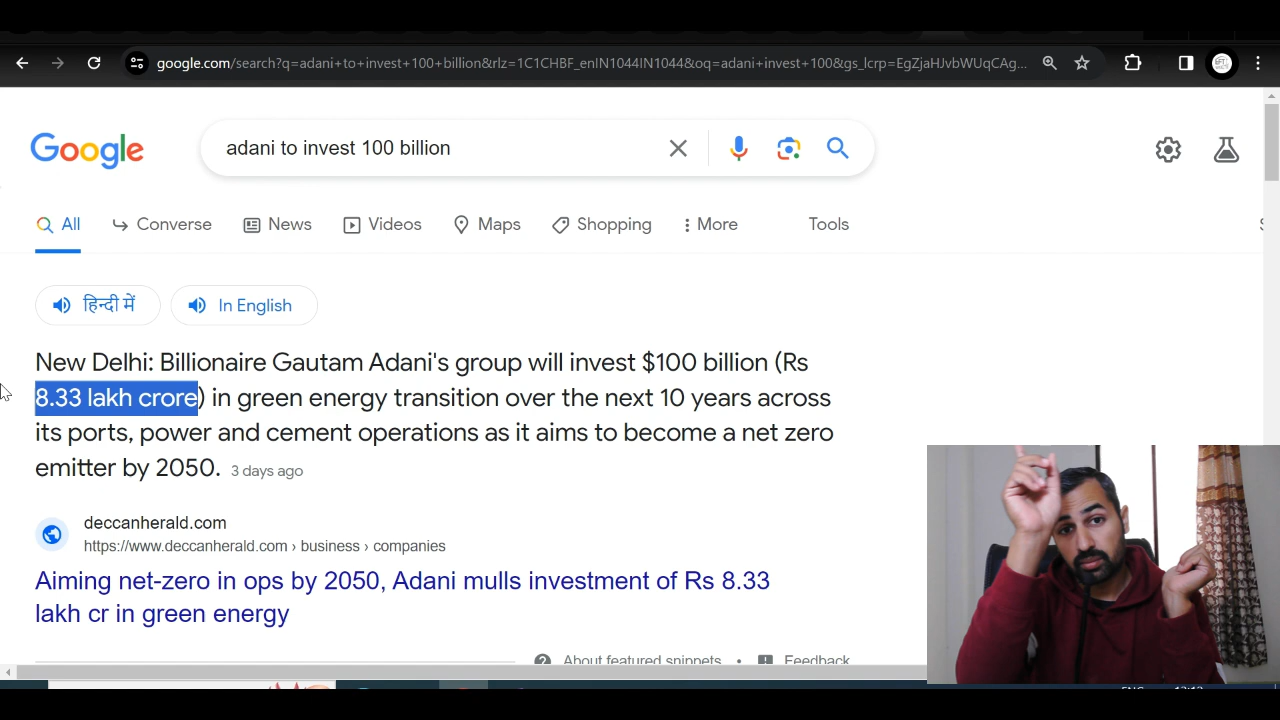 google.com/search?q=adani+to+invest+100+billion&rlz=1C1CHBF_enIN1044IN1044&oq=adani+invest+100&gs_lcrp=EgZjaHJvbWUqCAg...
Google
adani to invest 100 billion
All Converse News Videos Maps Shopping More Tools
हिन्दी में In English
New Delhi: Billionaire Gautam Adani's group will invest $100 billion (Rs
8.33 lakh crore) in green energy transition over the next 10 years across
its ports, power and cement operations as it aims to become a net zero
emitter by 2050. 3 days ago
deccanherald.com
https://www.deccanherald.com › business › companies
Aiming net-zero in ops by 2050, Adani mulls investment of Rs 8.33
lakh cr in green energy
About featured snippets • Feedback